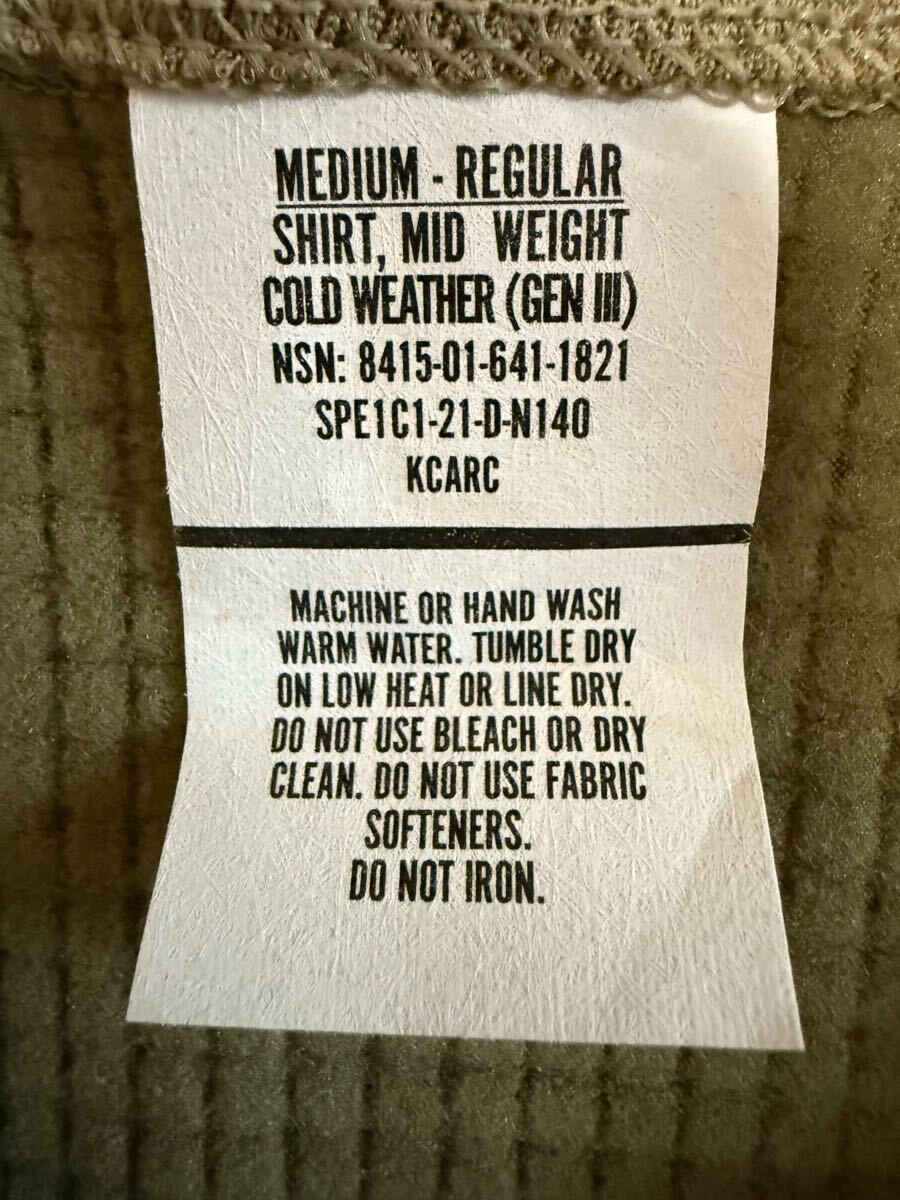 MEDIUM - REGULAR
SHIRT, MID WEIGHT
COLD WEATHER (GEN III)
NSN: 8415-01-641-1821
SPE1C1-21-D-N140
KCARC
MACHINE OR HAND WASH
WARM WATER. TUMBLE DRY
ON LOW HEAT OR LINE DRY.
DO NOT USE BLEACH OR DRY
CLEAN. DO NOT USE FABRIC
SOFTENERS.
DO NOT IRON.